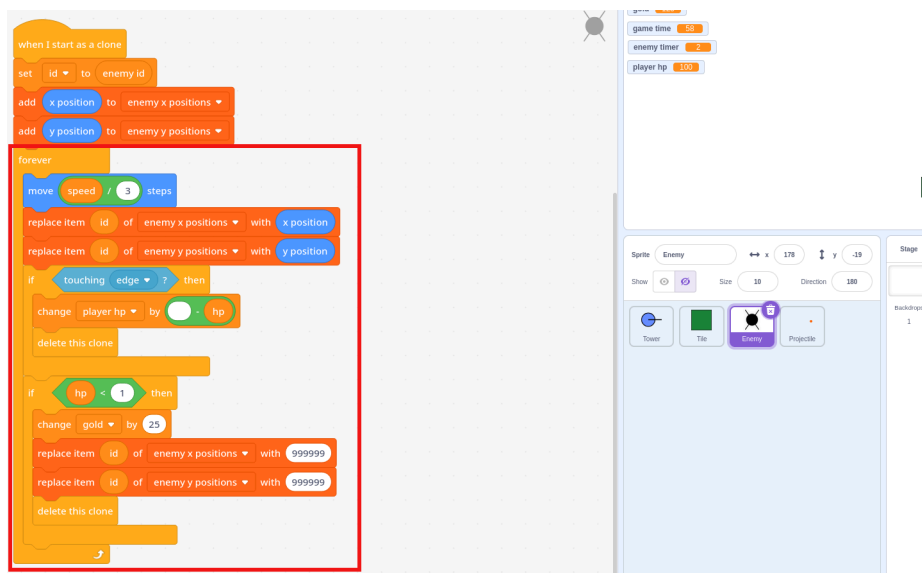 when I start as a clone
set id to enemy id
add x position to enemy x positions
add y position to enemy y positions
forever
move speed / 3 steps
replace item id of enemy x positions with x position
replace item id of enemy y positions with y position
if touching edge ? then
change player hp by - hp
delete this clone
if hp < 1 then
change gold by 25
replace item id of enemy x positions with 999999
replace item id of enemy y positions with 999999
delete this clone
game time 58
enemy timer 2
player hp 100
Sprite Enemy x 178 y -19
Show Size 10 Direction 180
Tower Tile Enemy Projectile
Stage
Backdrops
1